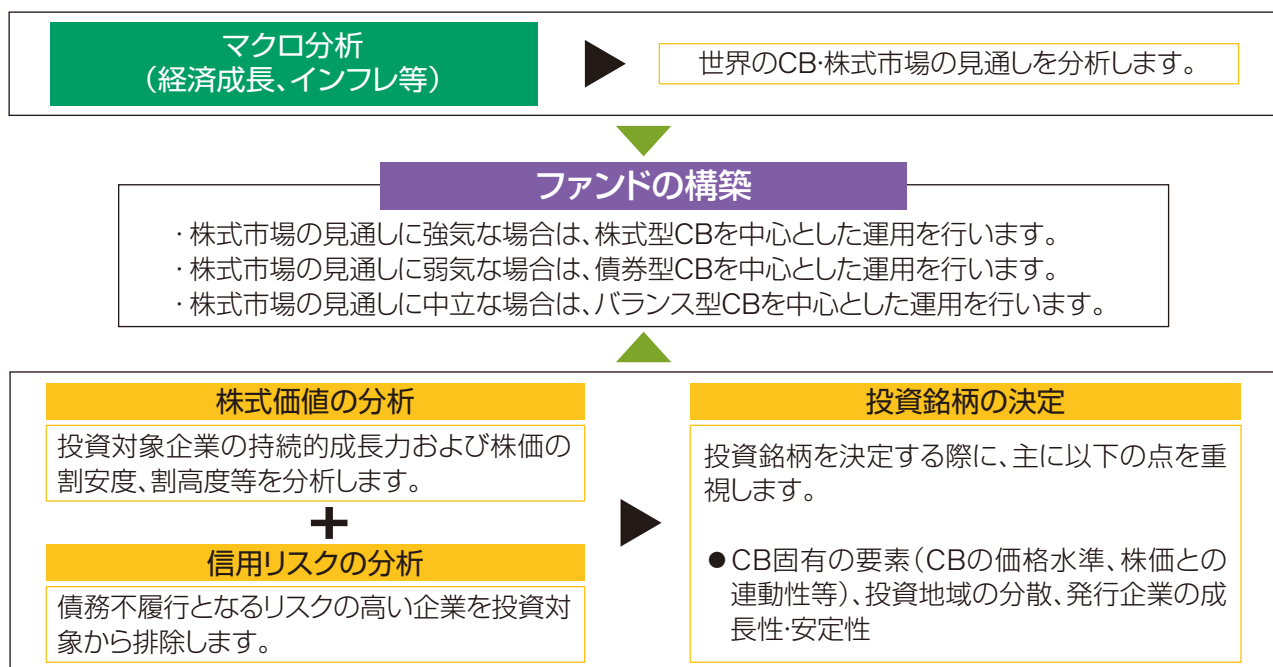 マクロ分析
（経済成長、インフレ等）
世界のCB・株式市場の見通しを分析します。
ファンドの構築
・株式市場の見通しに強気な場合は、株式型CBを中心とした運用を行います。
・株式市場の見通しに弱気な場合は、債券型CBを中心とした運用を行います。
・株式市場の見通しに中立な場合は、バランス型CBを中心とした運用を行います。
株式価値の分析
投資対象企業の持続的成長力および株価の
割安度、割高度等を分析します。
+
信用リスクの分析
債務不履行となるリスクの高い企業を投資対
象から排除します。
投資銘柄の決定
投資銘柄を決定する際に、主に以下の点を重
視します。
●CB固有の要素（CBの価格水準、株価との
連動性等）、投資地域の分散、発行企業の成
長性・安定性